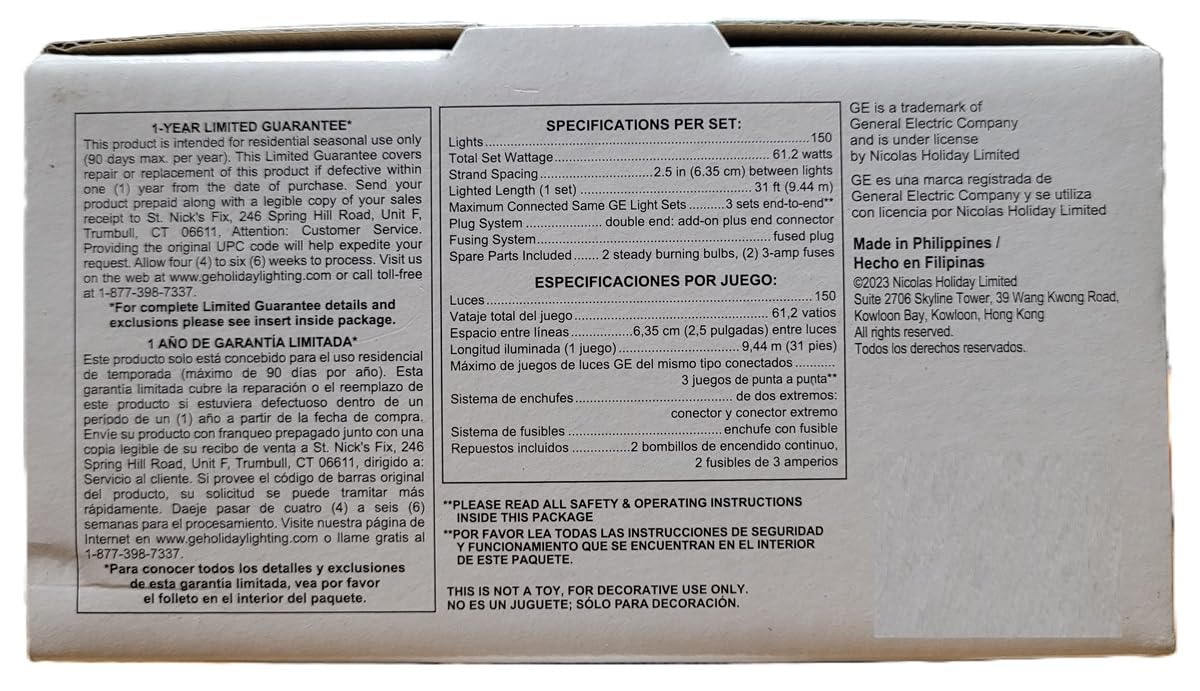 1-YEAR LIMITED GUARANTEE*
This product is intended for residential seasonal use only
(90 days max. per year). This Limited Guarantee covers
repair or replacement of this product if defective within
one (1) year from the date of purchase. Send your
product prepaid along with a legible copy of your sales
receipt to St. Nick's Fix, 246 Spring Hill Road, Unit F,
Trumbull, CT 06611, Attention: Customer Service.
Providing the original UPC code will help expedite your
request. Allow four (4) to six (6) weeks to process. Visit us
on the web at www.geholidaylighting.com or call toll-free
at 1-877-398-7337.
*For complete Limited Guarantee details and
exclusions please see insert inside package.
1 AÑO DE GARANTÍA LIMITADA*
Este producto solo está concebido para el uso residencial
de temporada (máximo de 90 días por año). Esta
garantía limitada cubre la reparación o el reemplazo de
este producto si estuviera defectuoso dentro de un
período de un (1) año a partir de la fecha de compra.
Envíe su producto con franqueo prepagado junto con una
copia legible de su recibo de venta a St. Nick's Fix, 246
Spring Hill Road, Unit F, Trumbull, CT 06611, dirigido a:
Servicio al cliente. Si provee el código de barras original
del producto, su solicitud se puede tramitar más
rápidamente. Daeje pasar de cuatro (4) a seis (6)
semanas para el procesamiento. Visite nuestra página de
Internet en www.geholidaylighting.com o llame gratis al
1-877-398-7337.
*Para conocer todos los detalles y exclusiones
de esta garantía limitada, vea por favor
el folleto en el interior del paquete.
SPECIFICATIONS PER SET:
Lights.......................................................150
Total Set Wattage..................................... 61.2 watts
Strand Spacing.......................2.5 in (6.35 cm) between lights
Lighted Length (1 set) ............................... 31 ft (9.44 m)
Maximum Connected Same GE Light Sets .........3 sets end-to-end**
Plug System ................. double end: add-on plus end connector
Fusing System......................................... fused plug
Spare Parts Included...... 2 steady burning bulbs, (2) 3-amp fuses
ESPECIFICACIONES POR JUEGO:
Luces....................................................... 150
Vataje total del juego................................. 61,2 vatios
Espacio entre líneas...............6,35 cm (2,5 pulgadas) entre luces
Longitud iluminada (1 juego)......................... 9,44 m (31 pies)
Máximo de juegos de luces GE del mismo tipo conectados...........
3 juegos de punta a punta**
Sistema de enchufes................................ de dos extremos:
conector y conector extremo
Sistema de fusibles ............................. enchufe con fusible
Repuestos incluidos ..............2 bombillos de encendido continuo,
2 fusibles de 3 amperios
**PLEASE READ ALL SAFETY & OPERATING INSTRUCTIONS
INSIDE THIS PACKAGE
**POR FAVOR LEA TODAS LAS INSTRUCCIONES DE SEGURIDAD
Y FUNCIONAMIENTO QUE SE ENCUENTRAN EN EL INTERIOR
DE ESTE PAQUETE.
THIS IS NOT A TOY, FOR DECORATIVE USE ONLY.
NO ES UN JUGUETE; SÓLO PARA DECORACIÓN.
GE is a trademark of
General Electric Company
and is under license
by Nicolas Holiday Limited
GE es una marca registrada de
General Electric Company y se utiliza
con licencia por Nicolas Holiday Limited
Made in Philippines /
Hecho en Filipinas
©2023 Nicolas Holiday Limited
Suite 2706 Skyline Tower, 39 Wang Kwong Road,
Kowloon Bay, Kowloon, Hong Kong
All rights reserved.
Todos los derechos reservados.